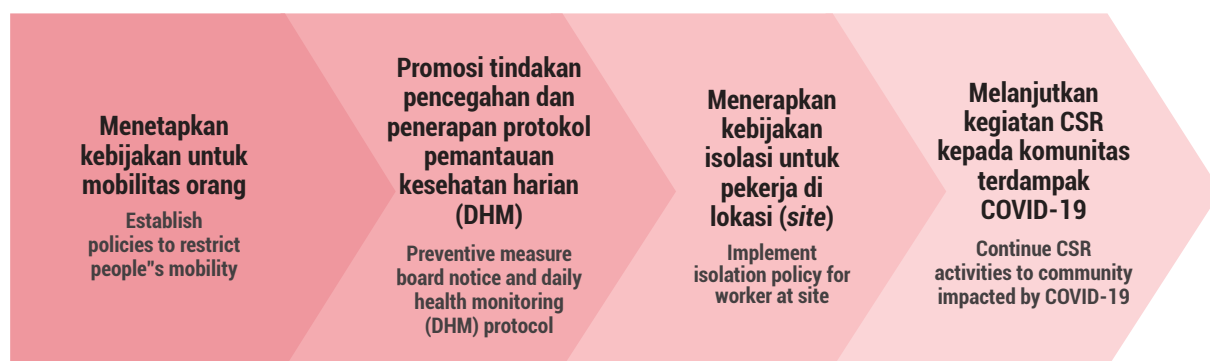 Menetapkan
kebijakan untuk
mobilitas orang
Establish
policies to restrict
people"s mobility
Promosi tindakan
pencegahan dan
penerapan protokol
pemantauan
kesehatan harian
(DHM)
Preventive measure
board notice and daily
health monitoring
(DHM) protocol
Menerapkan
kebijakan
isolasi untuk
pekerja di
lokasi (site)
Implement
isolation policy for
worker at site
Melanjutkan
kegiatan CSR
kepada komunitas
terdampak
COVID-19
Continue CSR
activities to community
impacted by COVID-19